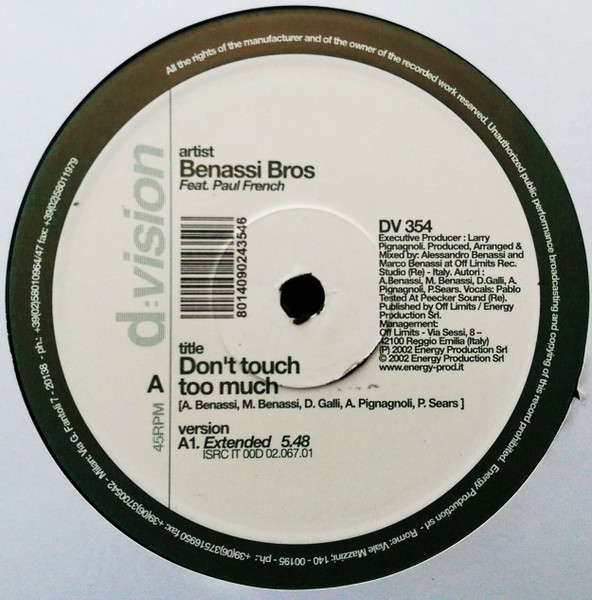 All the rights of the manufacturer and of the owner of the recorded work reserved. Unauthorized public performance broadcasting and copying of this record prohibited. Energy Production srl - Rome: Viale Mazzini; 140 - 00195 - ph.: +39(06)37516950 fax: +39(06)3700542 - Milan: Via G. Fantoli 7 - 20138 - ph.: +39(02)58010964/47 fax: +39(02)58011979
d:vision
artist
Benassi Bros
Feat. Paul French
8014090243546
DV 354
Executive Producer : Larry
Pignagnoli. Produced, Arranged &
Mixed by: Alessandro Benassi and
Marco Benassi at Off Limits Rec.
Studio (Re) - Italy. Autori :
A.Benassi, M. Benassi, D.Galli, A.
Pignagnoli, P.Sears. Vocals: Pablo
Tested At Peecker Sound (Re).
Published by Off Limits / Energy
Production Srl.
Management:
Off Limits - Via Sessi, 8 –
42100 Reggio Emilia (Italy)
(P) 2002 Energy Production Srl
© 2002 Energy Production Srl
www.energy-prod.it
title
Don't touch
too much
[A. Benassi, M. Benassi, D. Galli, A. Pignagnoli, P. Sears ]
A
45RPM
version
A1. Extended 5.48
ISRC IT 00D 02.067.01